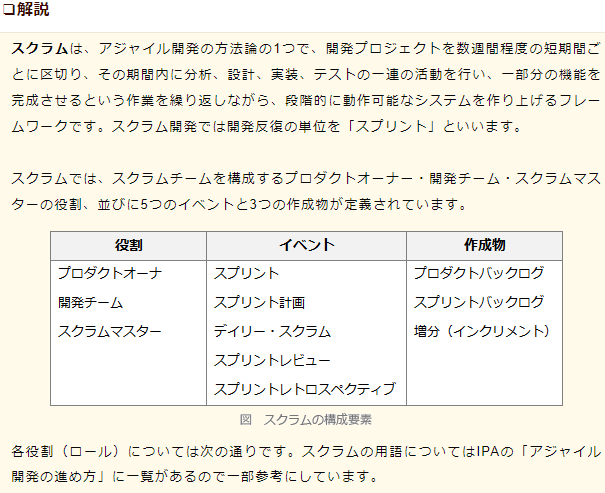 ❏解説
スクラムは、アジャイル開発の方法論の1つで、開発プロジェクトを数週間程度の短期間ご
とに区切り、その期間内に分析、設計、実装、テストの一連の活動を行い、一部分の機能を
完成させるという作業を繰り返しながら、段階的に動作可能なシステムを作り上げるフレー
ムワークです。スクラム開発では開発反復の単位を「スプリント」といいます。
スクラムでは、スクラムチームを構成するプロダクトオーナー・開発チーム・スクラムマス
ターの役割、並びに5つのイベントと3つの作成物が定義されています。
役割 イベント 作成物
プロダクトオーナ スプリント プロダクトバックログ
開発チーム スプリント計画 スプリントバックログ
スクラムマスター デイリー・スクラム 増分（インクリメント）
スプリントレビュー
スプリントレトロスペクティブ
図 スクラムの構成要素
各役割（ロール）については次の通りです。スクラムの用語についてはIPAの「アジャイル
開発の進め方」に一覧があるので一部参考にしています。